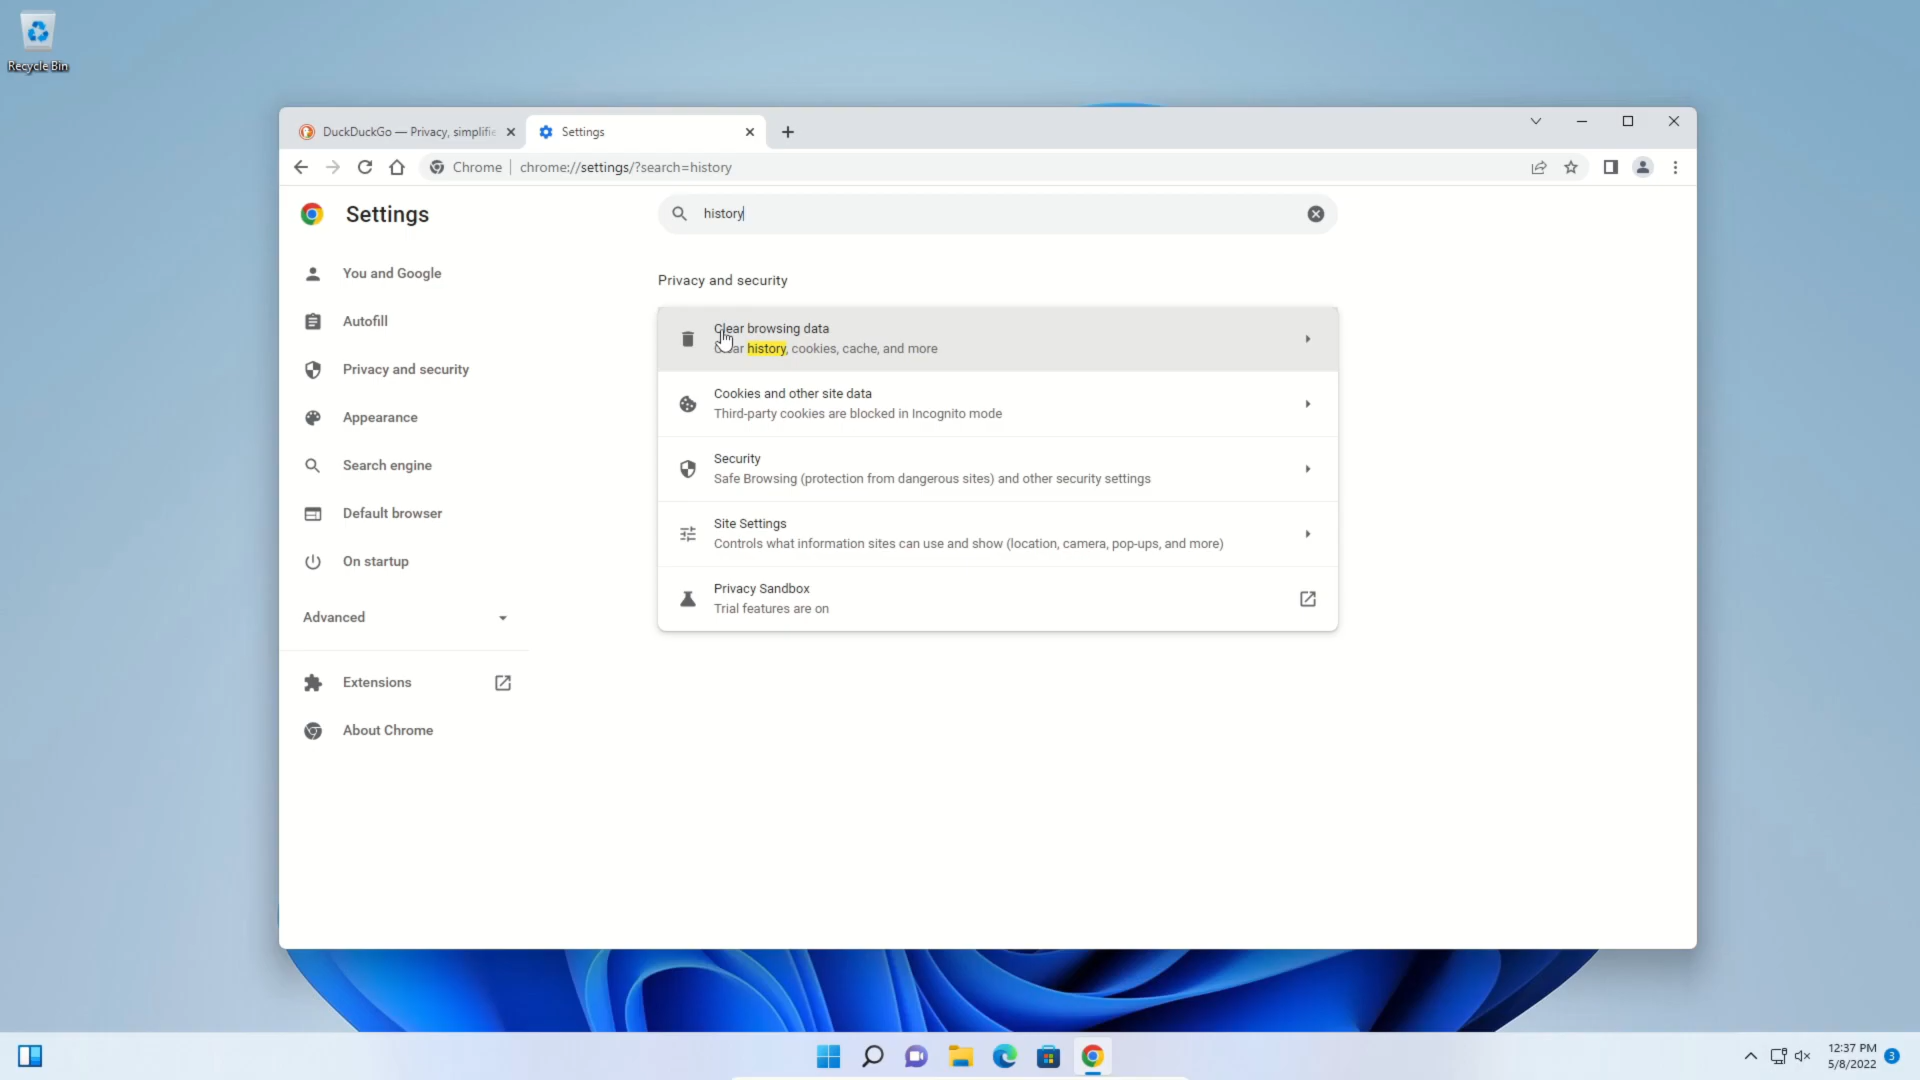 Recycle Bin
DuckDuckGo — Privacy, simplifie
Settings
Chrome
chrome://settings/?search=history
Settings
history
You and Google
Autofill
Privacy and security
Appearance
Search engine
Default browser
On startup
Advanced
Extensions
About Chrome
Privacy and security
Clear browsing data
ar history, cookies, cache, and more
Cookies and other site data
Third-party cookies are blocked in Incognito mode
Security
Safe Browsing (protection from dangerous sites) and other security settings
Site Settings
Controls what information sites can use and show (location, camera, pop-ups, and more)
Privacy Sandbox
Trial features are on
12:37 PM
5/8/2022
3